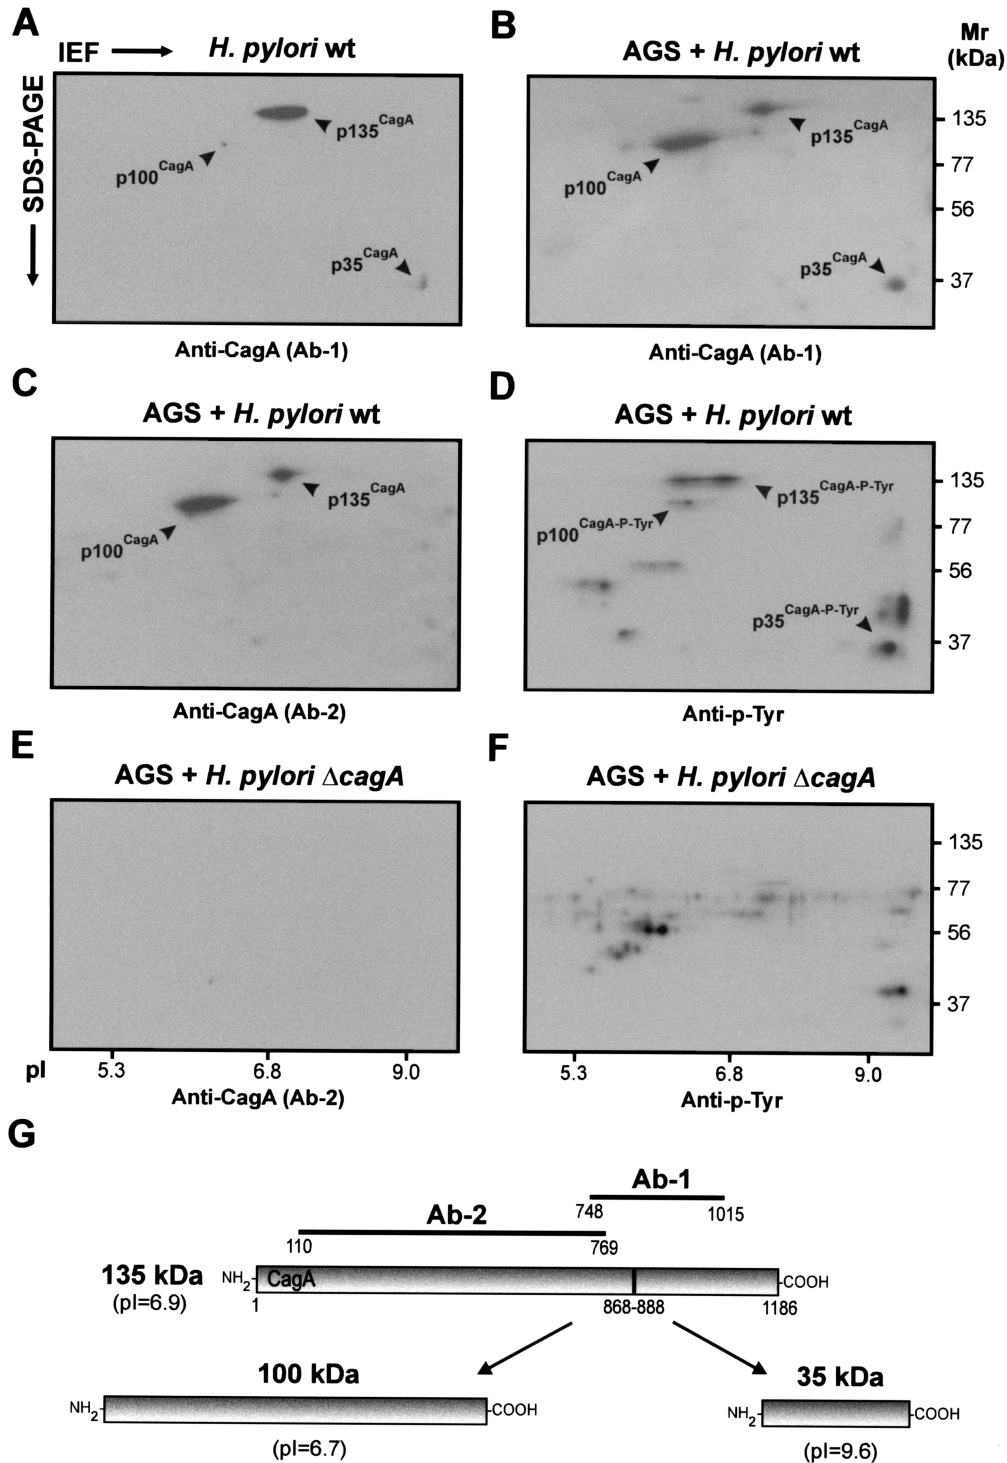 A
IEF
H. pylori wt
SDS-PAGE
p135CagA
p100CagA
p35CagA
Anti-CagA (Ab-1)
B
AGS + H. pylori wt
Mr
(kDa)
p135CagA
p100CagA
p35CagA
135
77
56
37
Anti-CagA (Ab-1)
C
AGS + H. pylori wt
p135CagA
p100CagA
Anti-CagA (Ab-2)
D
AGS + H. pylori wt
p135CagA-P-Tyr
p100CagA-P-Tyr
p35CagA-P-Tyr
135
77
56
37
Anti-p-Tyr
E
AGS + H. pylori ΔcagA
pI
5.3 6.8 9.0
Anti-CagA (Ab-2)
F
AGS + H. pylori ΔcagA
135
77
56
37
5.3 6.8 9.0
Anti-p-Tyr
G
Ab-1
748 1015
Ab-2
110 769
135 kDa
(pI=6.9)
NH2- CagA -COOH
1 868-888 1186
100 kDa
NH2- -COOH
(pI=6.7)
35 kDa
NH2- -COOH
(pI=9.6)